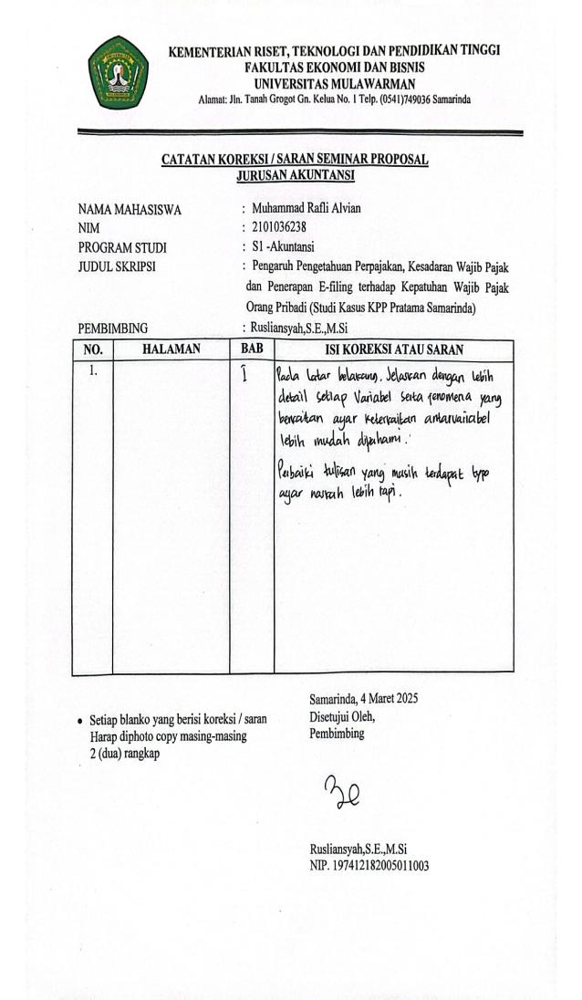 KEMENTERIAN RISET, TEKNOLOGI DAN PENDIDIKAN TINGGI
FAKULTAS EKONOMI DAN BISNIS
UNIVERSITAS MULAWARMAN
Alamat: Jln. Tanah Grogot Gn. Kelua No. 1 Telp. (0541)749036 Samarinda
CATATAN KOREKSI / SARAN SEMINAR PROPOSAL
JURUSAN AKUNTANSI
NAMA MAHASISWA : Muhammad Rafli Alvian
NIM : 2101036238
PROGRAM STUDI : S1 -Akuntansi
JUDUL SKRIPSI : Pengaruh Pengetahuan Perpajakan, Kesadaran Wajib Pajak
dan Penerapan E-filing terhadap Kepatuhan Wajib Pajak
Orang Pribadi (Studi Kasus KPP Pratama Samarinda)
PEMBIMBING : Rusliansyah,S.E.,M.Si
NO. HALAMAN BAB ISI KOREKSI ATAU SARAN
1. I Pada latar belakang, Jelaskan dengan lebih
detail setiap Variabel serta fenomena yang
berkaitan agar keterkaitan antarvariabel
lebih mudah dipahami.
Perbaiki tulisan yang masih terdapat typo
agar naskah lebih rapi.
Samarinda, 4 Maret 2025
Disetujui Oleh,
Pembimbing
• Setiap blanko yang berisi koreksi / saran
Harap diphoto copy masing-masing
2 (dua) rangkap
Rusliansyah,S.E.,M.Si
NIP. 197412182005011003